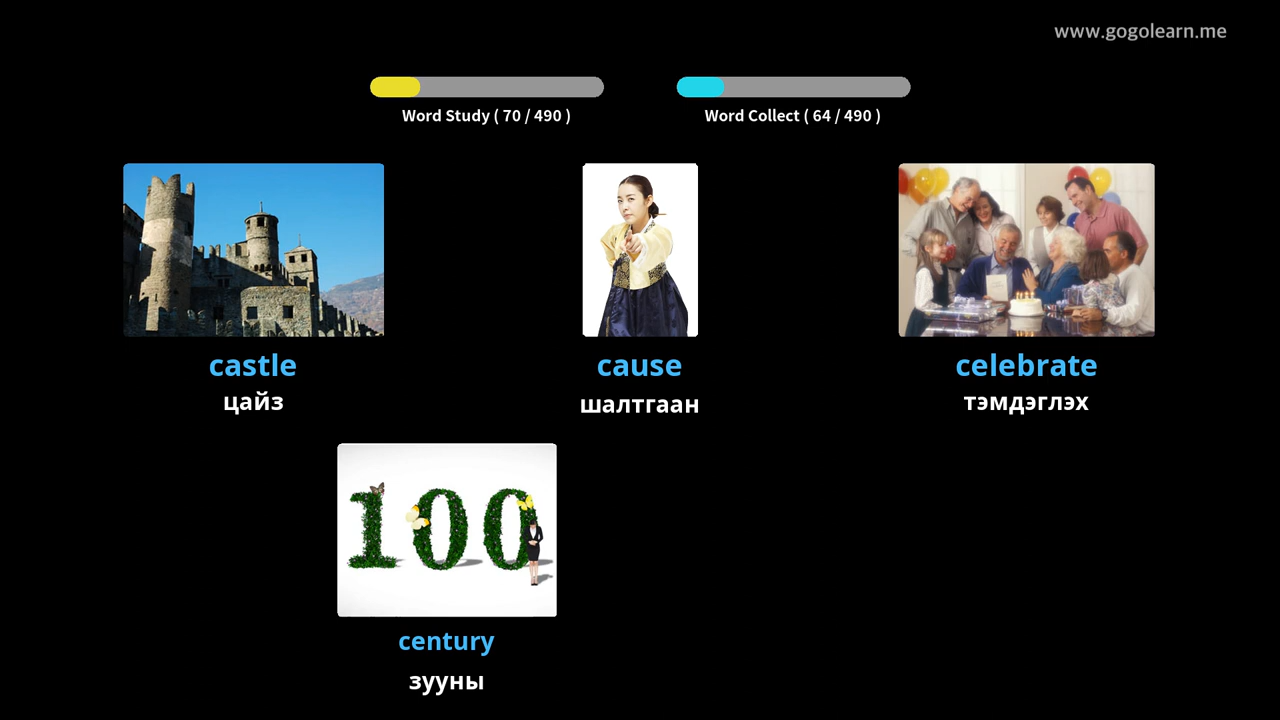 www.gogolearn.me
Word Study ( 70 / 490 )
Word Collect ( 64 / 490 )
castle
цайз
cause
шалтгаан
celebrate
тэмдэглэх
100
century
зууны